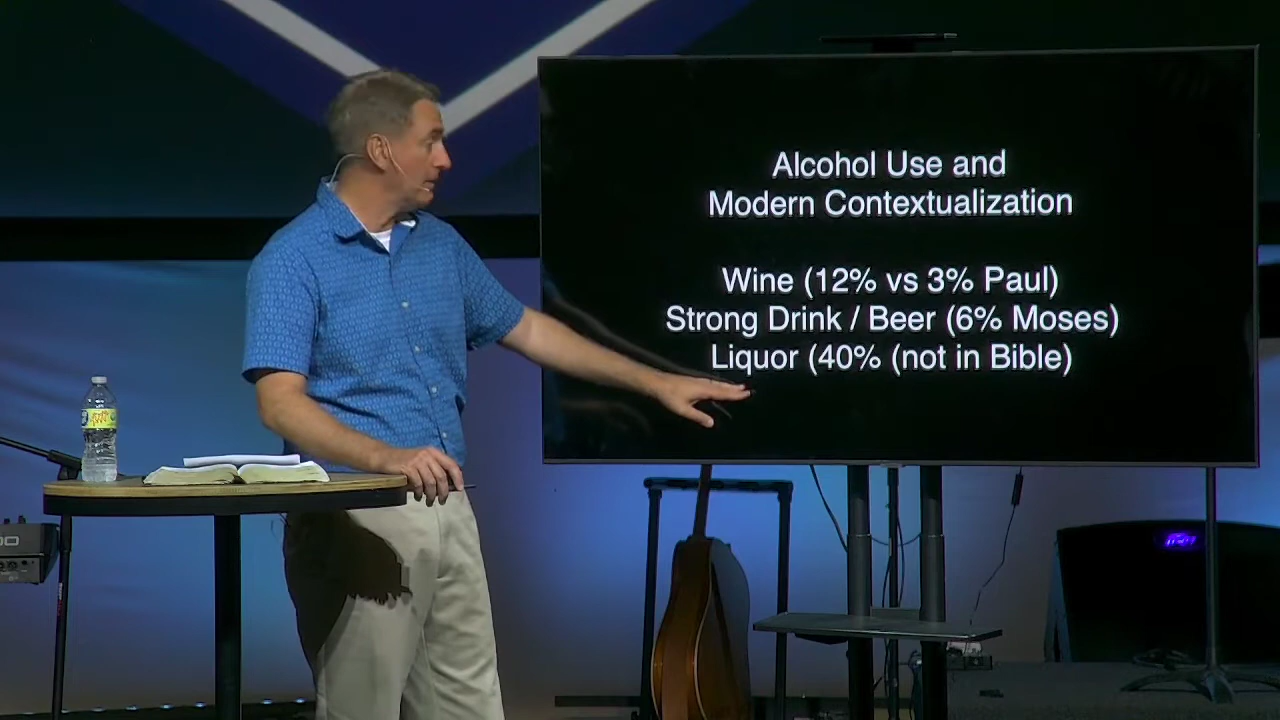 Alcohol Use and
Modern Contextualization
Wine (12% vs 3% Paul)
Strong Drink / Beer (6% Moses)
Liquor (40% (not in Bible)